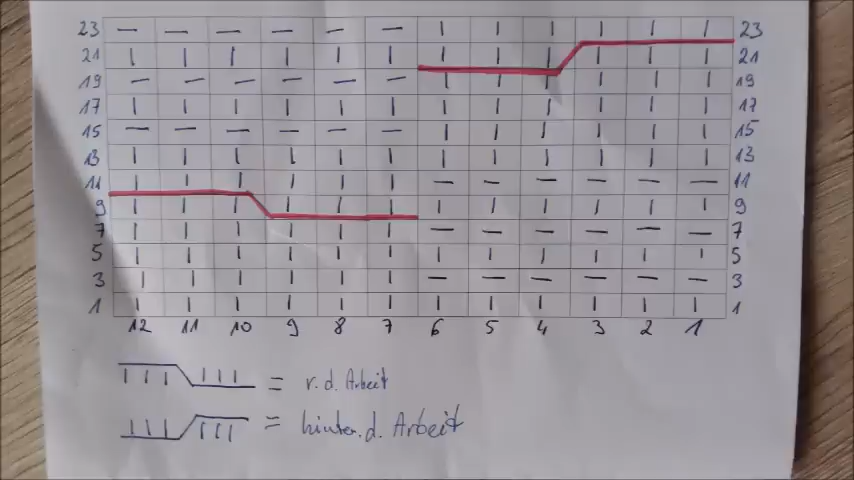 23 — — — — — — | | | | | | 23
21 | | | | | | | | | | | | 21
19 — — — — — — | | | | | | 19
17 | | | | | | | | | | | | 17
15 — — — — — — | | | | | | 15
13 | | | | | | | | | | | | 13
11 | | | | | | — — — — — — 11
9 | | | | | | | | | | | | 9
7 | | | | | | — — — — — — 7
5 | | | | | | | | | | | | 5
3 | | | | | | — — — — — — 3
1 | | | | | | | | | | | | 1
12 11 10 9 8 7 6 5 4 3 2 1
= v. d. Arbeit
= hinter. d. Arbeit